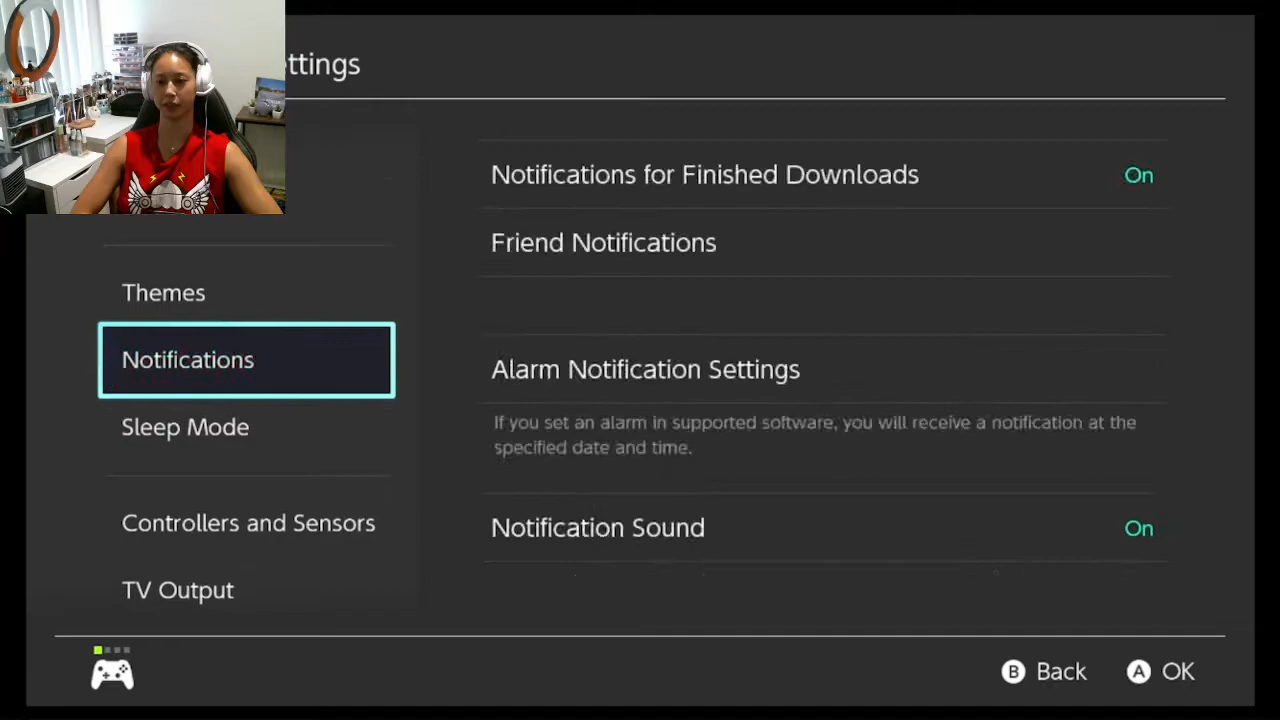 ttings
Notifications for Finished Downloads On
Friend Notifications
Themes
Notifications
Alarm Notification Settings
Sleep Mode
If you set an alarm in supported software, you will receive a notification at the
specified date and time.
Controllers and Sensors
Notification Sound On
TV Output
B Back A OK